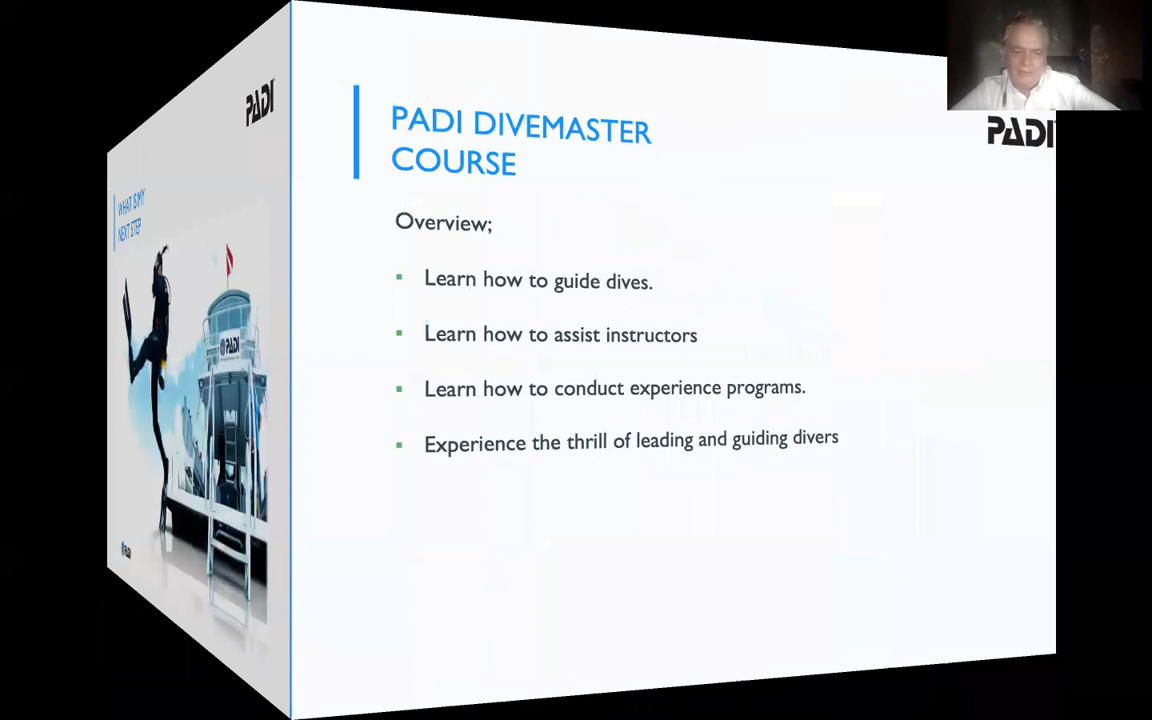 PADI
WHAT IS MY
NEXT STEP
PADI
PADI
PADI DIVEMASTER
COURSE
PADI
Overview;
Learn how to guide dives.
Learn how to assist instructors
Learn how to conduct experience programs.
Experience the thrill of leading and guiding divers